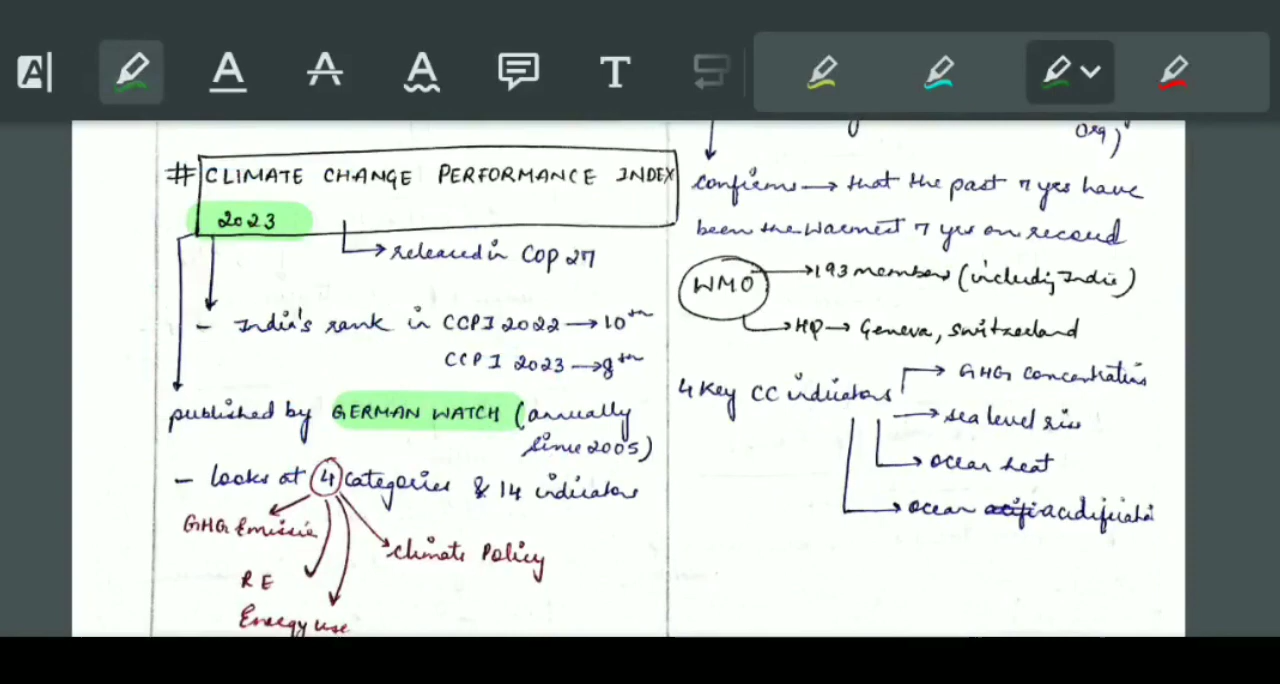 # CLIMATE CHANGE PERFORMANCE INDEX
2023
→ released in COP 27
- India's rank in CCPI 2022 → 10th
CCPI 2023 → 8th
published by GERMAN WATCH (annually
since 2005)
- looks at 4 categories & 14 indicators
GHG Emission
climate Policy
RE
Energy use
Org)
confirms → that the past 7 yrs have
been the warmest 7 yrs on record
WMO → 193 members (including India)
→ HQ → Geneva, Switzerland
4 key CC indicators → GHG concentrations
→ sea level rise
→ ocean heat
→ ocean acidification